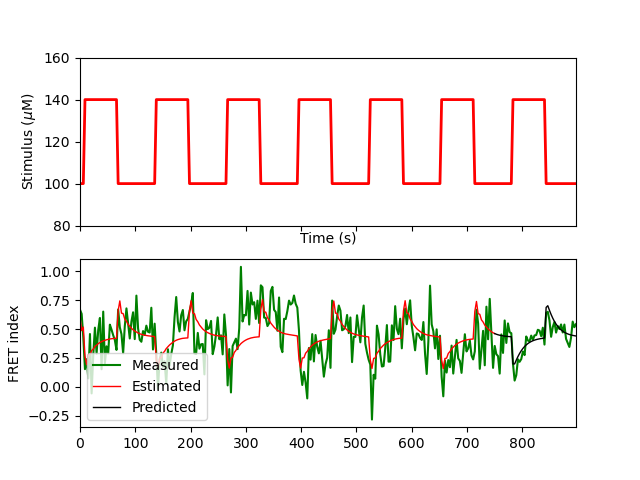 160
140
120
100
80
Stimulus (μM)
Time (s)
1.00
0.75
0.50
0.25
0.00
−0.25
FRET index
Measured
Estimated
Predicted
0 100 200 300 400 500 600 700 800